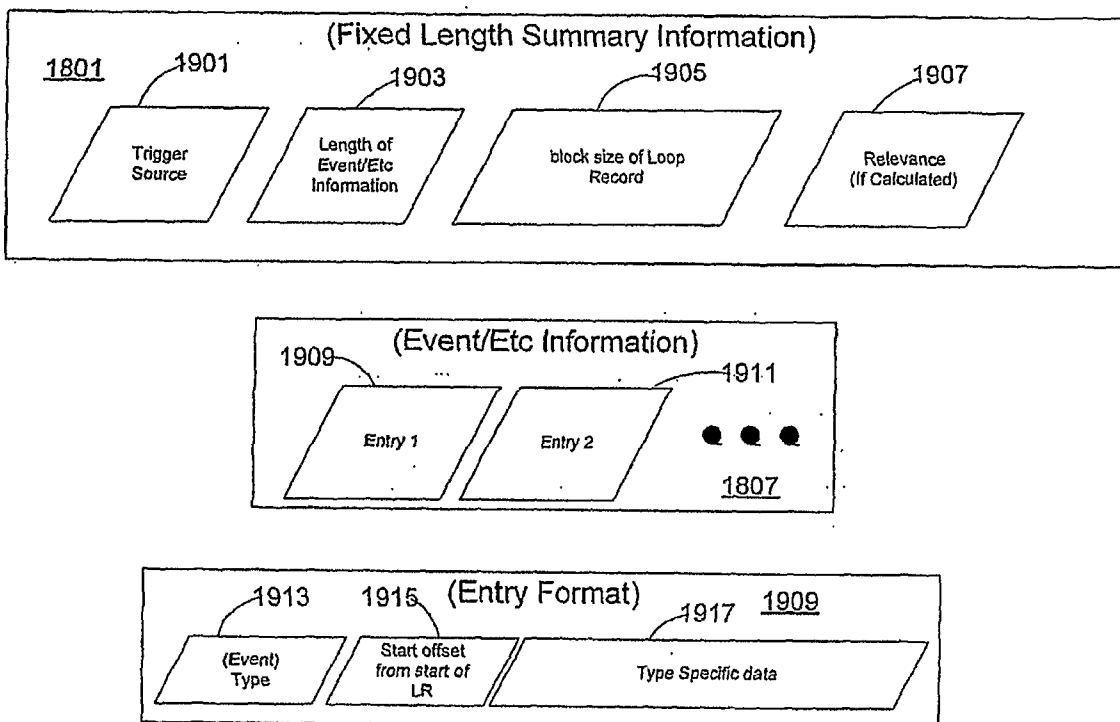 (Fixed Length Summary Information)
1801
1901
1903
1905
1907
Trigger
Source
Length of
Event/Etc
Information
block size of Loop
Record
Relevance
(If Calculated)
(Event/Etc Information)
1909
1911
Entry 1
Entry 2
1807
(Entry Format)
1913
1915
1917
1909
(Event)
Type
Start offset
from start of
LR
Type Specific data